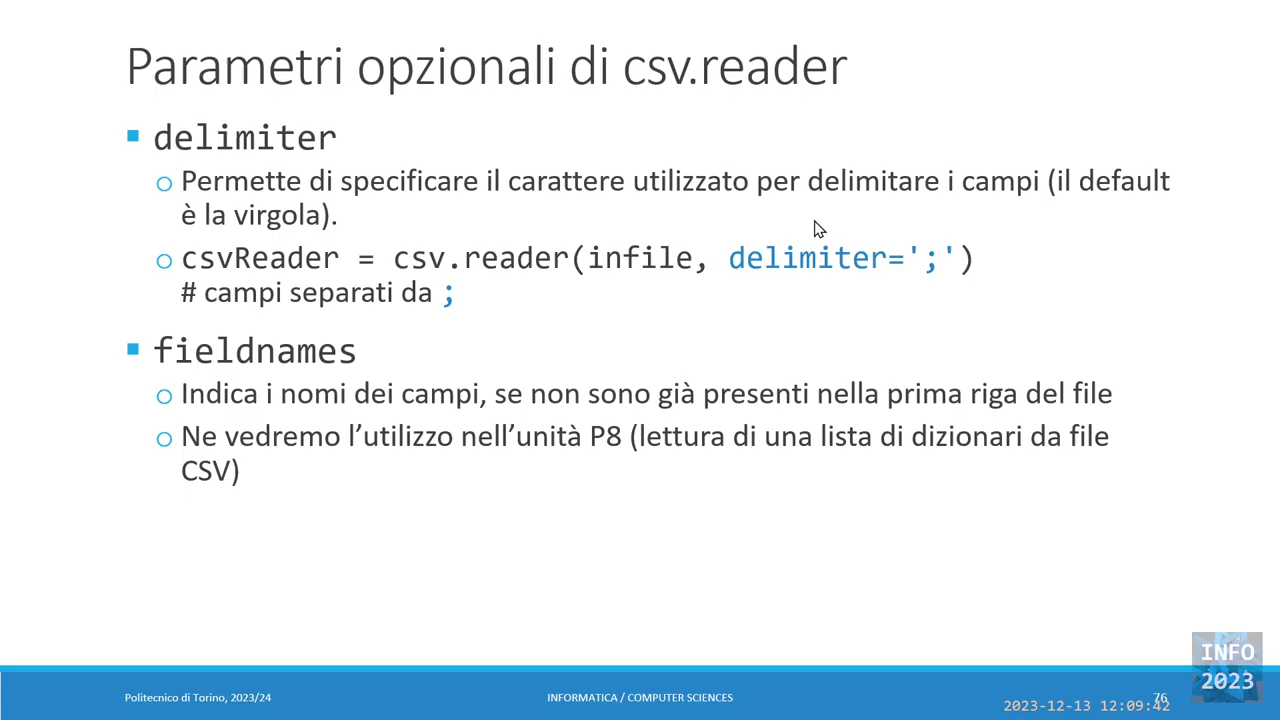 Parametri opzionali di csv.reader
delimiter
Permette di specificare il carattere utilizzato per delimitare i campi (il default
è la virgola).
csvReader = csv.reader(infile, delimiter=';')
# campi separati da ;
fieldnames
Indica i nomi dei campi, se non sono già presenti nella prima riga del file
Ne vedremo l’utilizzo nell’unità P8 (lettura di una lista di dizionari da file
CSV)
INFO
2023
Politecnico di Torino, 2023/24
INFORMATICA / COMPUTER SCIENCES
76
2023-12-13 12:09:42